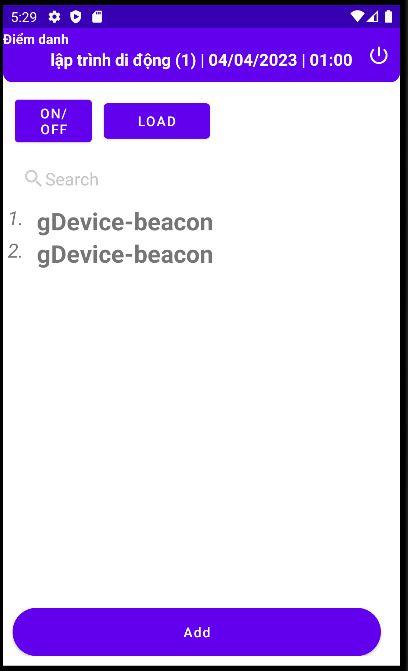 5:29
Điểm danh
lập trình di động (1) | 04/04/2023 | 01:00
ON/
OFF
LOAD
Search
1. gDevice-beacon
2. gDevice-beacon
Add